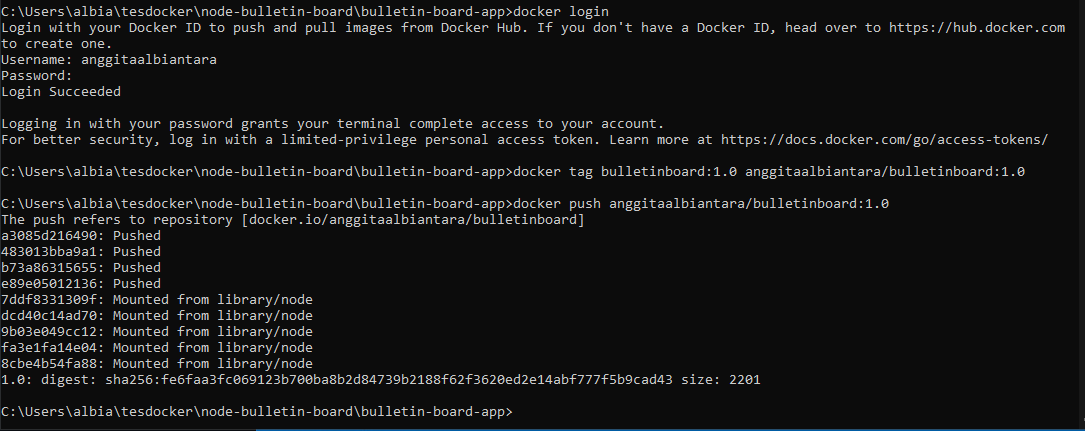 C:\Users\albia\tesdocker\node-bulletin-board\bulletin-board-app>docker login
Login with your Docker ID to push and pull images from Docker Hub. If you don't have a Docker ID, head over to https://hub.docker.com
to create one.
Username: anggitaalbiantara
Password:
Login Succeeded

Logging in with your password grants your terminal complete access to your account.
For better security, log in with a limited-privilege personal access token. Learn more at https://docs.docker.com/go/access-tokens/

C:\Users\albia\tesdocker\node-bulletin-board\bulletin-board-app>docker tag bulletinboard:1.0 anggitaalbiantara/bulletinboard:1.0

C:\Users\albia\tesdocker\node-bulletin-board\bulletin-board-app>docker push anggitaalbiantara/bulletinboard:1.0
The push refers to repository [docker.io/anggitaalbiantara/bulletinboard]
a3085d216490: Pushed
483013bba9a1: Pushed
b73a86315655: Pushed
e89e05012136: Pushed
7ddf8331309f: Mounted from library/node
dcd40c14ad70: Mounted from library/node
9b03e049cc12: Mounted from library/node
fa3e1fa14e04: Mounted from library/node
8cbe4b54fa88: Mounted from library/node
1.0: digest: sha256:fe6faa3fc069123b700ba8b2d84739b2188f62f3620ed2e14abf777f5b9cad43 size: 2201

C:\Users\albia\tesdocker\node-bulletin-board\bulletin-board-app>